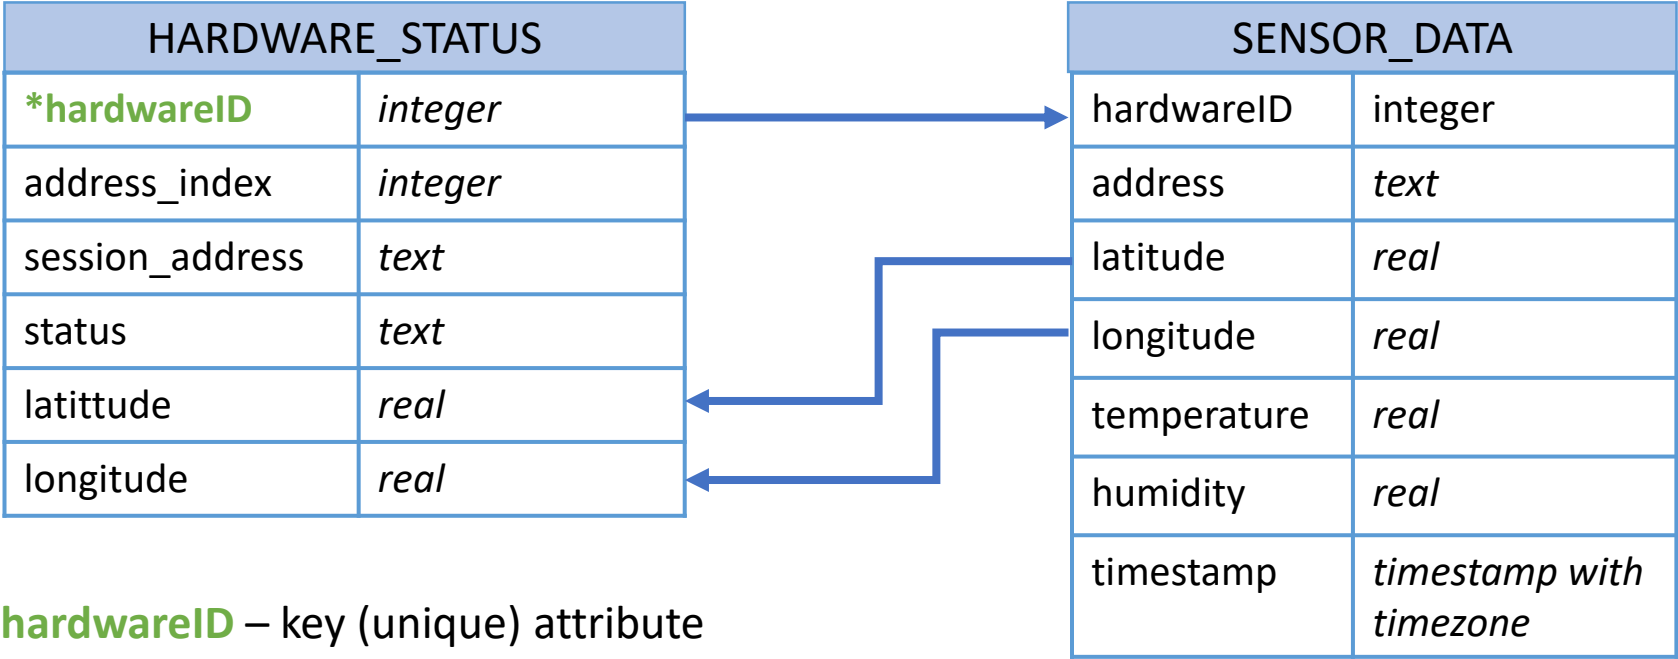 HARDWARE_STATUS
*hardwareID integer
address_index integer
session_address text
status text
latittude real
longitude real
hardwareID – key (unique) attribute
SENSOR_DATA
hardwareID integer
address text
latitude real
longitude real
temperature real
humidity real
timestamp timestamp with
timezone